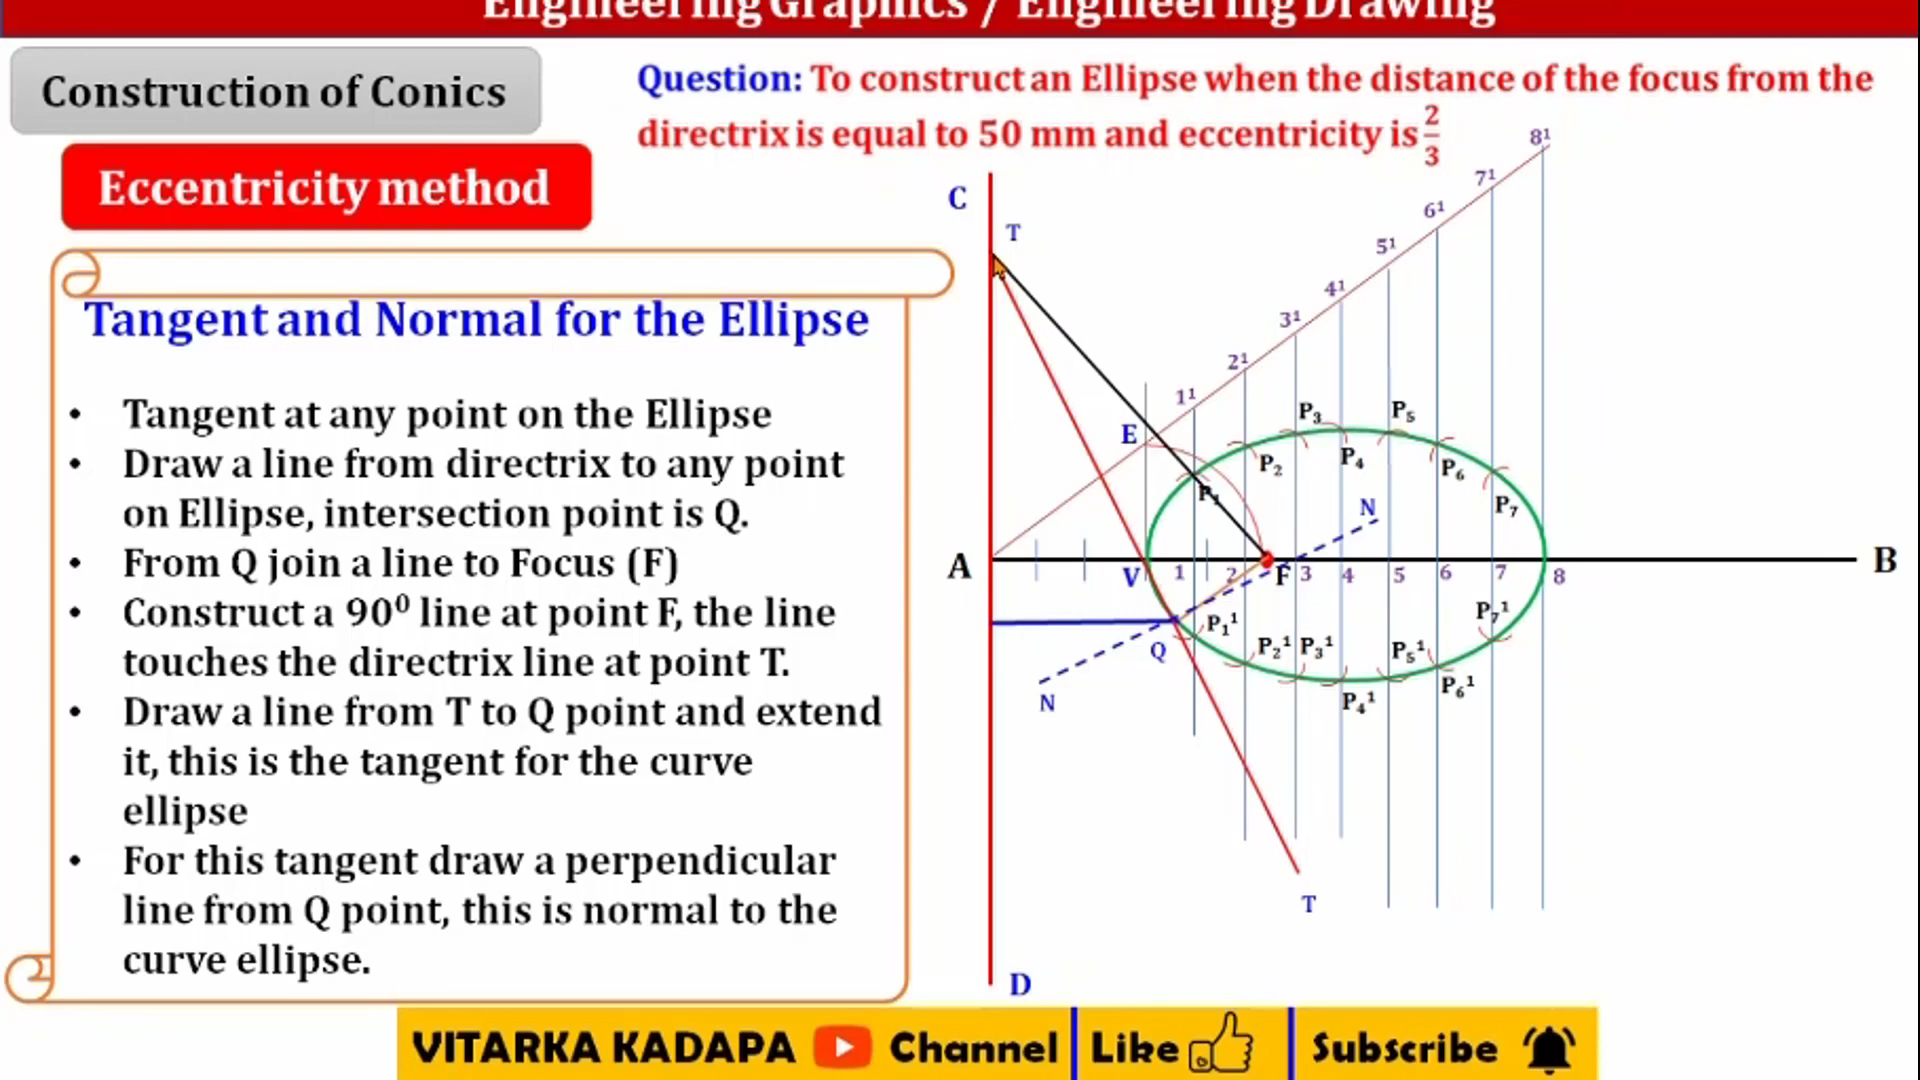 Engineering Graphics / Engineering Drawing
Construction of Conics
Eccentricity method
Question: To construct an Ellipse when the distance of the focus from the
directrix is equal to 50 mm and eccentricity is 2/3
Tangent and Normal for the Ellipse
• Tangent at any point on the Ellipse
• Draw a line from directrix to any point
on Ellipse, intersection point is Q.
• From Q join a line to Focus (F)
• Construct a 90⁰ line at point F, the line
touches the directrix line at point T.
• Draw a line from T to Q point and extend
it, this is the tangent for the curve
ellipse
• For this tangent draw a perpendicular
line from Q point, this is normal to the
curve ellipse.
C
T
8¹
7¹
6¹
5¹
4¹
3¹
2¹
1¹
E
P₃
P₅
P₂
P₄
P₆
P₁
P₇
N
A
V
1
2
F
3
4
5
6
7
8
B
Q
P₁¹
P₂¹
P₃¹
P₅¹
P₇¹
P₄¹
P₆¹
N
T
D
VITARKA KADAPA Channel
Like
Subscribe